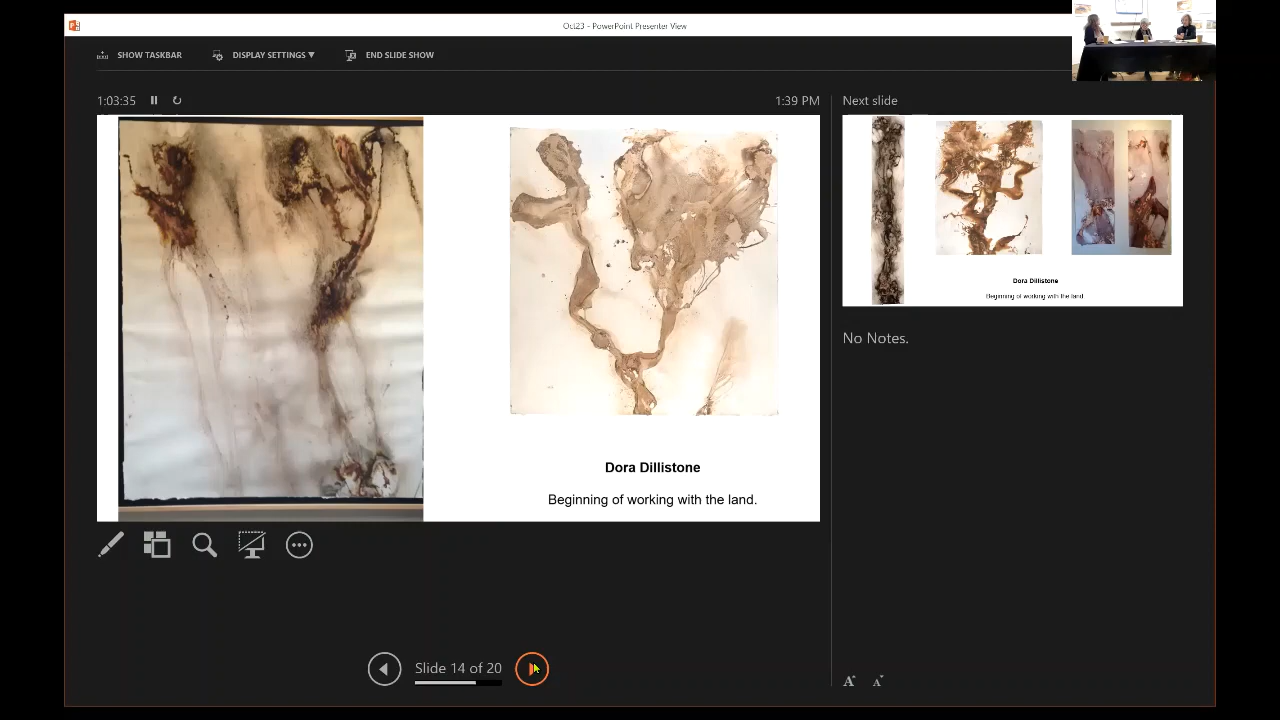 Oct23 - PowerPoint Presenter View
SHOW TASKBAR
DISPLAY SETTINGS ▼
END SLIDE SHOW
1:03:35
1:39 PM
Next slide
Dora Dillistone
Beginning of working with the land.
Dora Dillistone
Beginning of working with the land
No Notes.
Slide 14 of 20
A
A